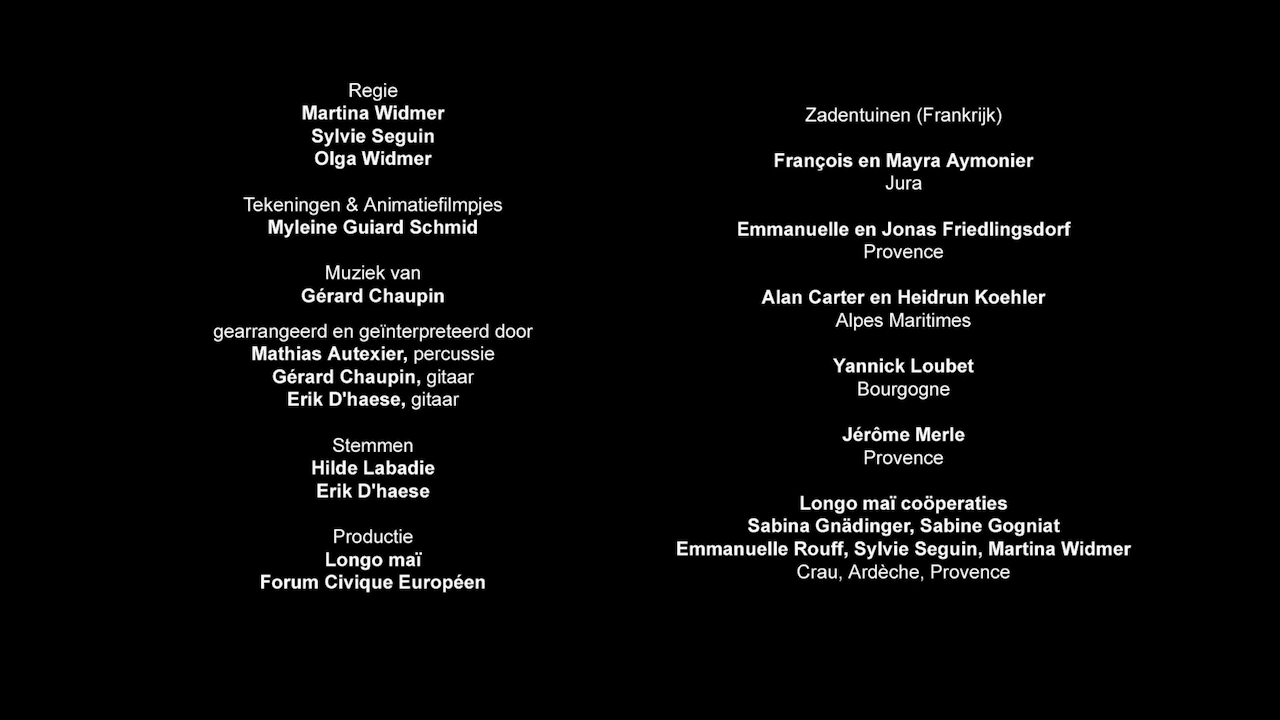 Regie
Martina Widmer
Sylvie Seguin
Olga Widmer
Tekeningen & Animatiefilmpjes
Myleine Guiard Schmid
Muziek van
Gérard Chaupin
gearrangeerd en geïnterpreteerd door
Mathias Autexier, percussie
Gérard Chaupin, gitaar
Erik D'haese, gitaar
Stemmen
Hilde Labadie
Erik D'haese
Productie
Longo maï
Forum Civique Européen
Zadentuinen (Frankrijk)
François en Mayra Aymonier
Jura
Emmanuelle en Jonas Friedlingsdorf
Provence
Alan Carter en Heidrun Koehler
Alpes Maritimes
Yannick Loubet
Bourgogne
Jérôme Merle
Provence
Longo maï coöperaties
Sabina Gnädinger, Sabine Gogniat
Emmanuelle Rouff, Sylvie Seguin, Martina Widmer
Crau, Ardèche, Provence